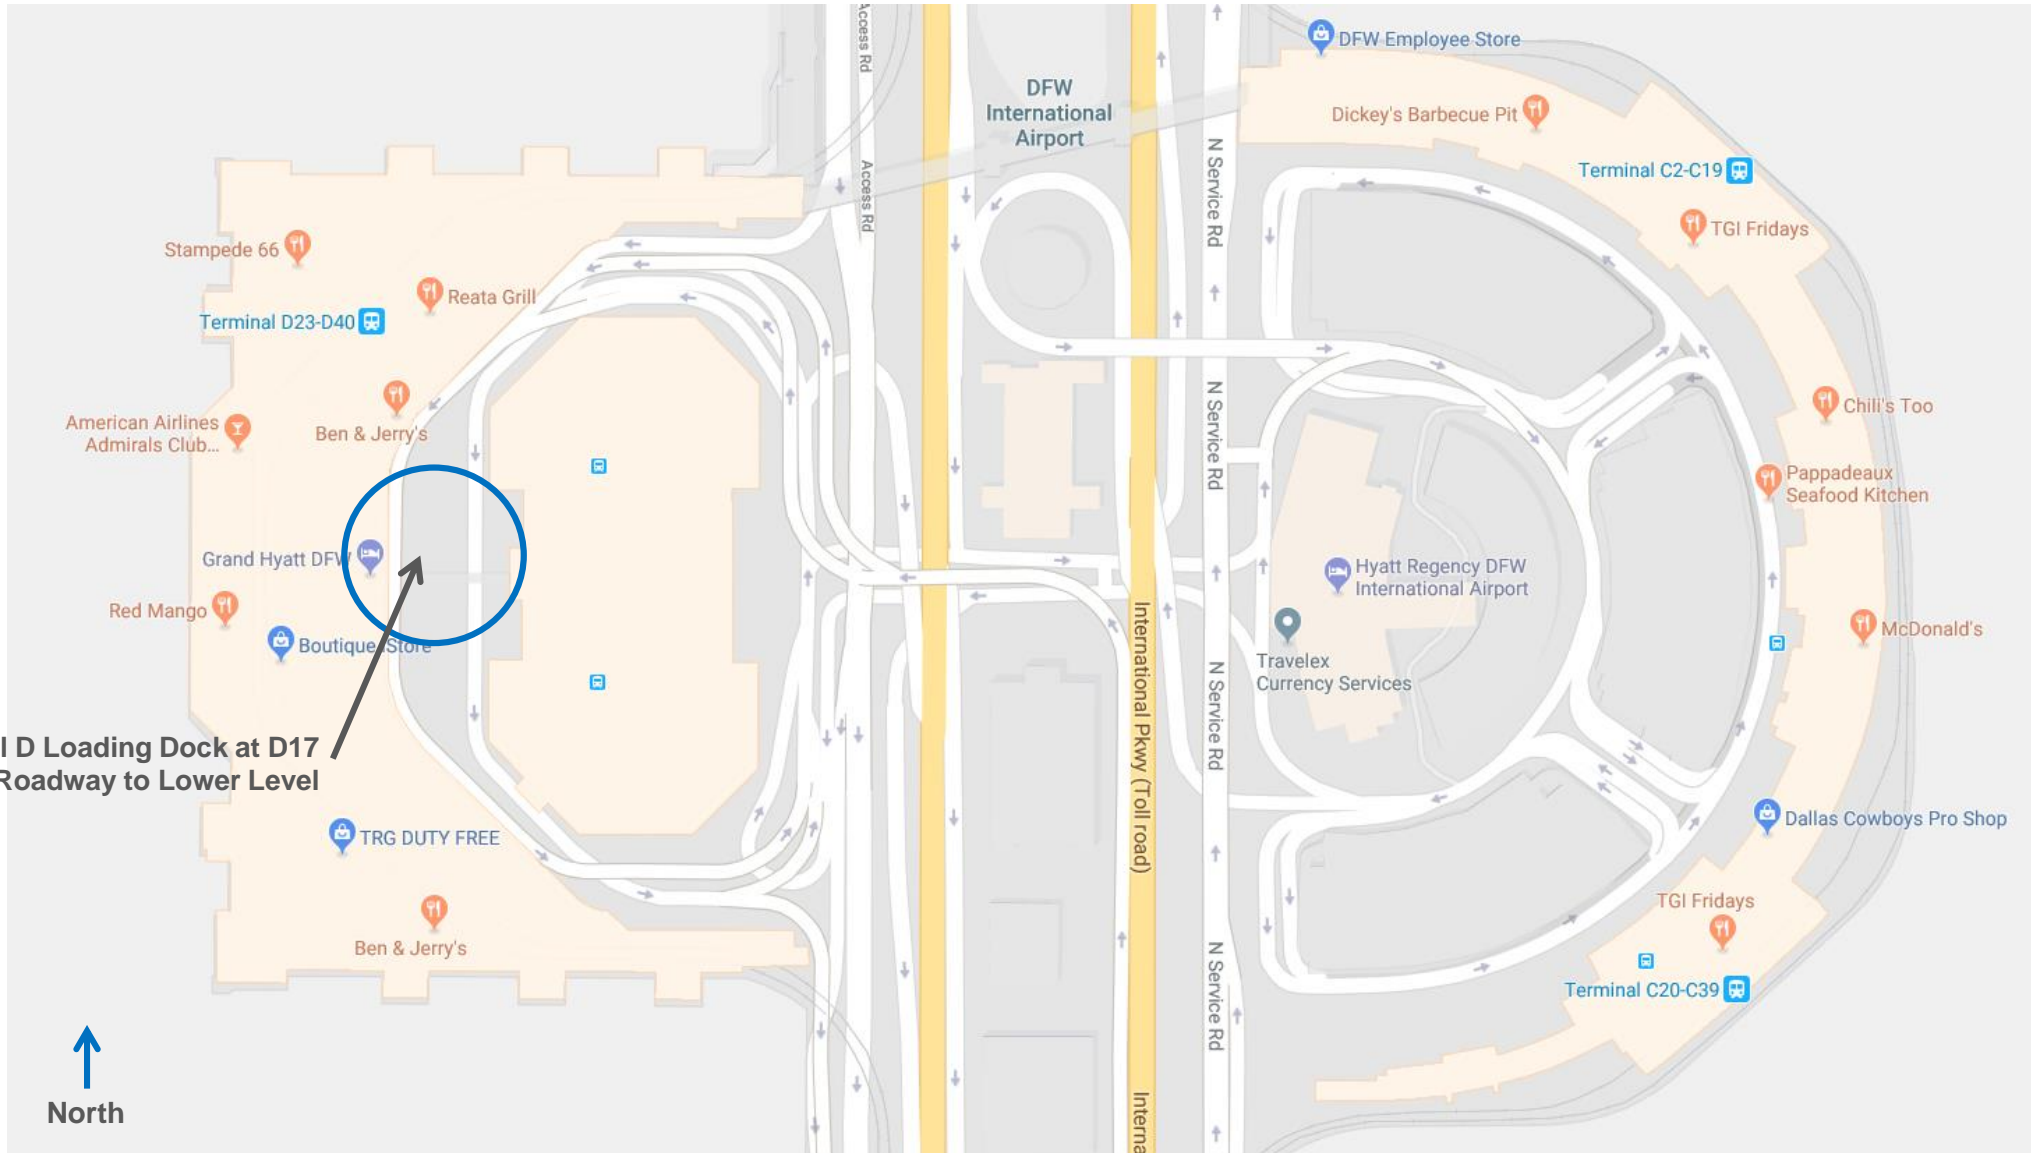 Access Rd
DFW Employee Store
DFW
International
Airport
Dickey's Barbecue Pit
N Service Rd
Access Rd
Terminal C2-C19
TGI Fridays
Stampede 66
Reata Grill
Terminal D23-D40
N Service Rd
Chili's Too
American Airlines
Admirals Club...
Ben & Jerry's
Pappadeaux
Seafood Kitchen
Grand Hyatt DFW
Hyatt Regency DFW
International Airport
Red Mango
Boutique Store
McDonald's
International Pkwy (Toll road)
Travelex
Currency Services
N Service Rd
l D Loading Dock at D17
Roadway to Lower Level
TRG DUTY FREE
Dallas Cowboys Pro Shop
TGI Fridays
Ben & Jerry's
N Service Rd
Terminal C20-C39
North
Interna